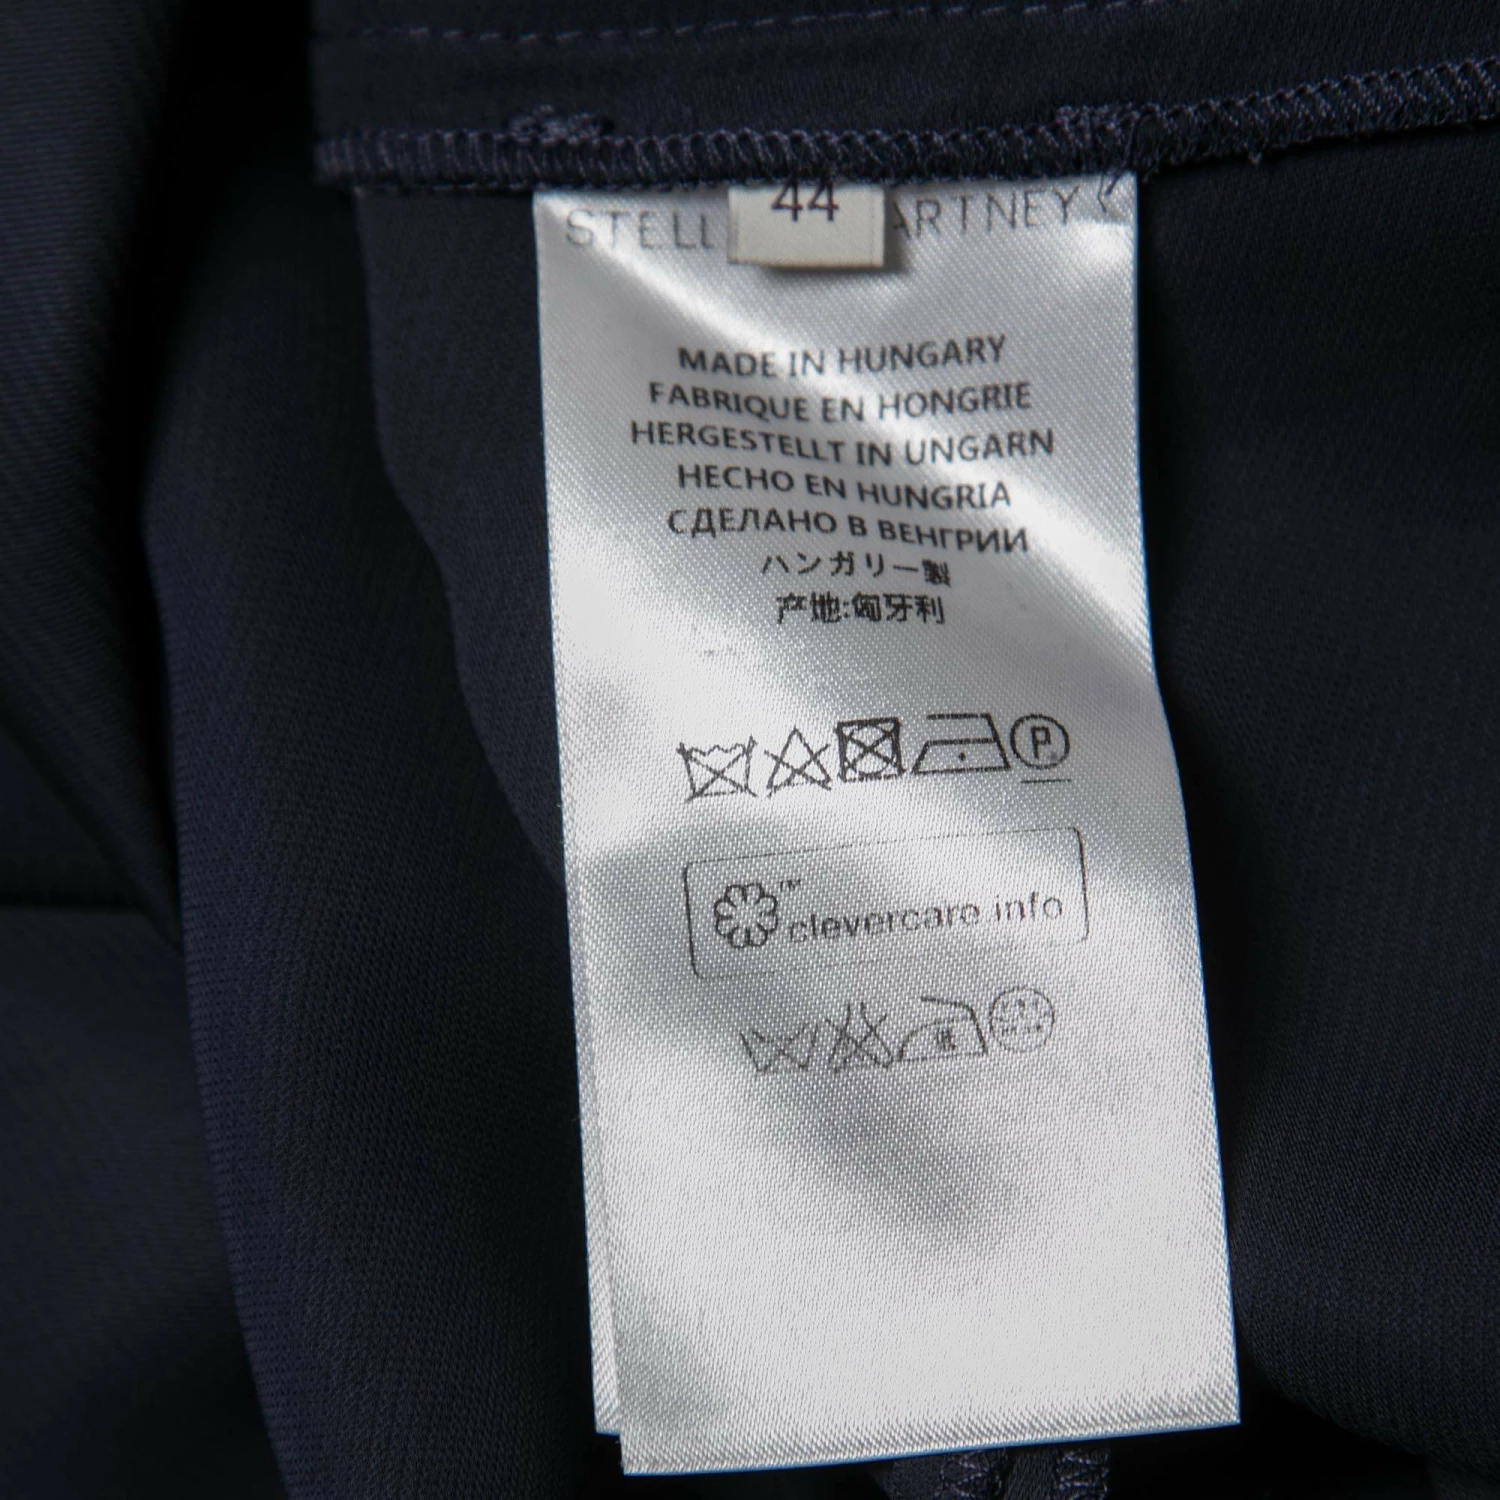 44
STELL ARTNEY
MADE IN HUNGARY
FABRIQUE EN HONGRIE
HERGESTELLT IN UNGARN
HECHO EN HUNGRIA
СДЕЛАНО В ВЕНГРИИ
ハンガリー製
产地:匈牙利
P
TM
clevercare.info